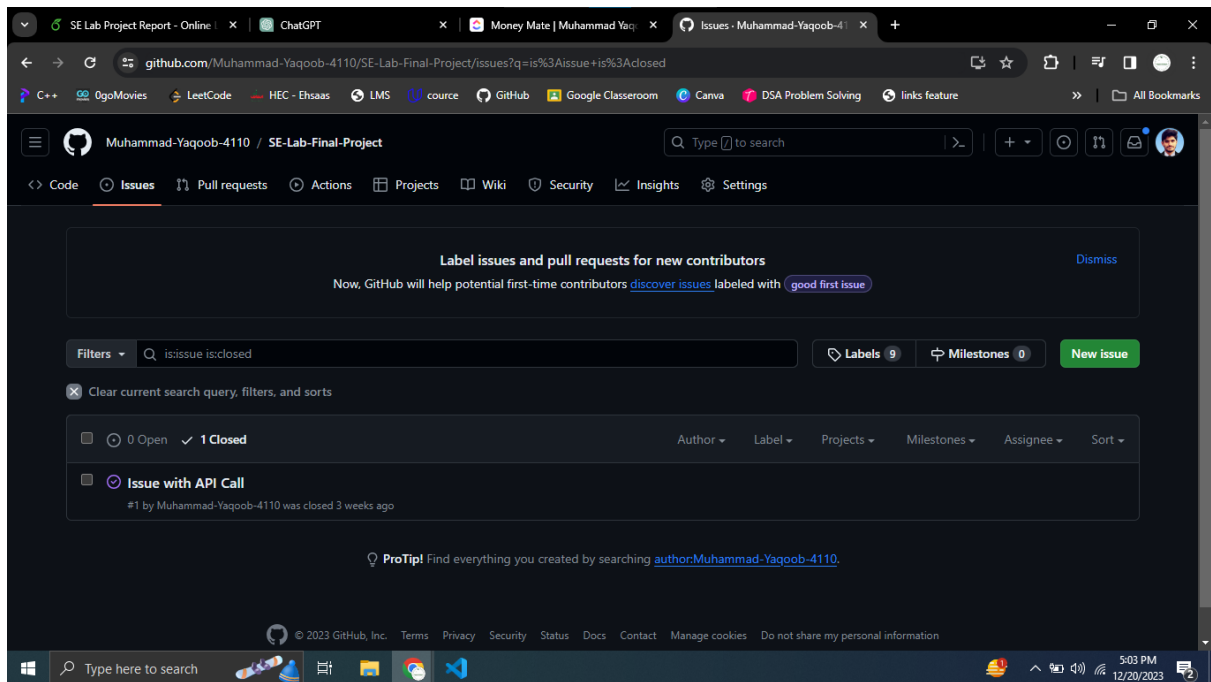 SE Lab Project Report - Online L
ChatGPT
Money Mate | Muhammad Yaqo
Issues · Muhammad-Yaqoob-41
github.com/Muhammad-Yaqoob-4110/SE-Lab-Final-Project/issues?q=is%3Aissue+is%3Aclosed
C++ 0goMovies LeetCode HEC - Ehsaas LMS cource GitHub Google Classeroom Canva DSA Problem Solving links feature » All Bookmarks
Muhammad-Yaqoob-4110 / SE-Lab-Final-Project
Type / to search
Code Issues Pull requests Actions Projects Wiki Security Insights Settings
Label issues and pull requests for new contributors
Dismiss
Now, GitHub will help potential first-time contributors discover issues labeled with good first issue
Filters is:issue is:closed Labels 9 Milestones 0 New issue
Clear current search query, filters, and sorts
0 Open 1 Closed Author Label Projects Milestones Assignee Sort
Issue with API Call
#1 by Muhammad-Yaqoob-4110 was closed 3 weeks ago
ProTip! Find everything you created by searching author:Muhammad-Yaqoob-4110.
© 2023 GitHub, Inc. Terms Privacy Security Status Docs Contact Manage cookies Do not share my personal information
Type here to search
1
5:03 PM
12/20/2023
2